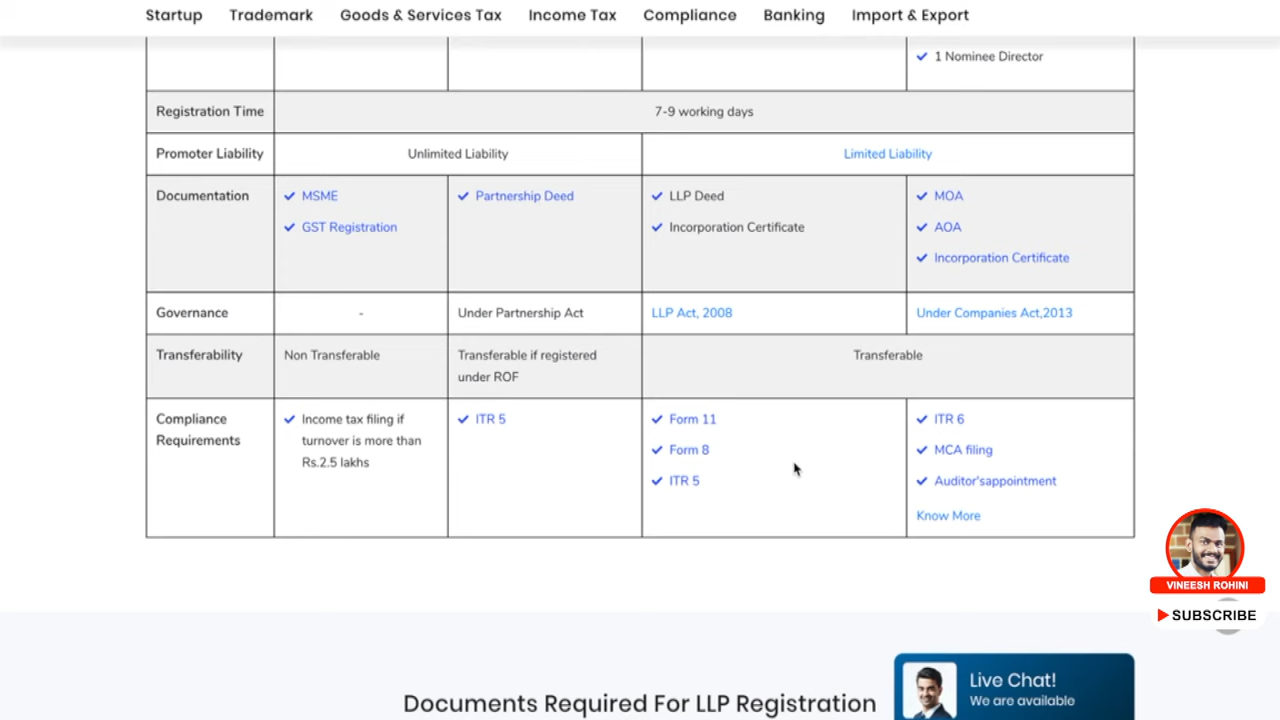 Startup Trademark Goods & Services Tax Income Tax Compliance Banking Import & Export
1 Nominee Director
Registration Time 7-9 working days
Promoter Liability Unlimited Liability Limited Liability
Documentation MSME Partnership Deed LLP Deed MOA
GST Registration Incorporation Certificate AOA
Incorporation Certificate
Governance - Under Partnership Act LLP Act, 2008 Under Companies Act,2013
Transferability Non Transferable Transferable if registered Transferable
under ROF
Compliance Income tax filing if ITR 5 Form 11 ITR 6
Requirements turnover is more than Form 8 MCA filing
Rs.2.5 lakhs ITR 5 Auditor'sappointment
Know More
VINEESH ROHINI
SUBSCRIBE
Live Chat!
We are available
Documents Required For LLP Registration